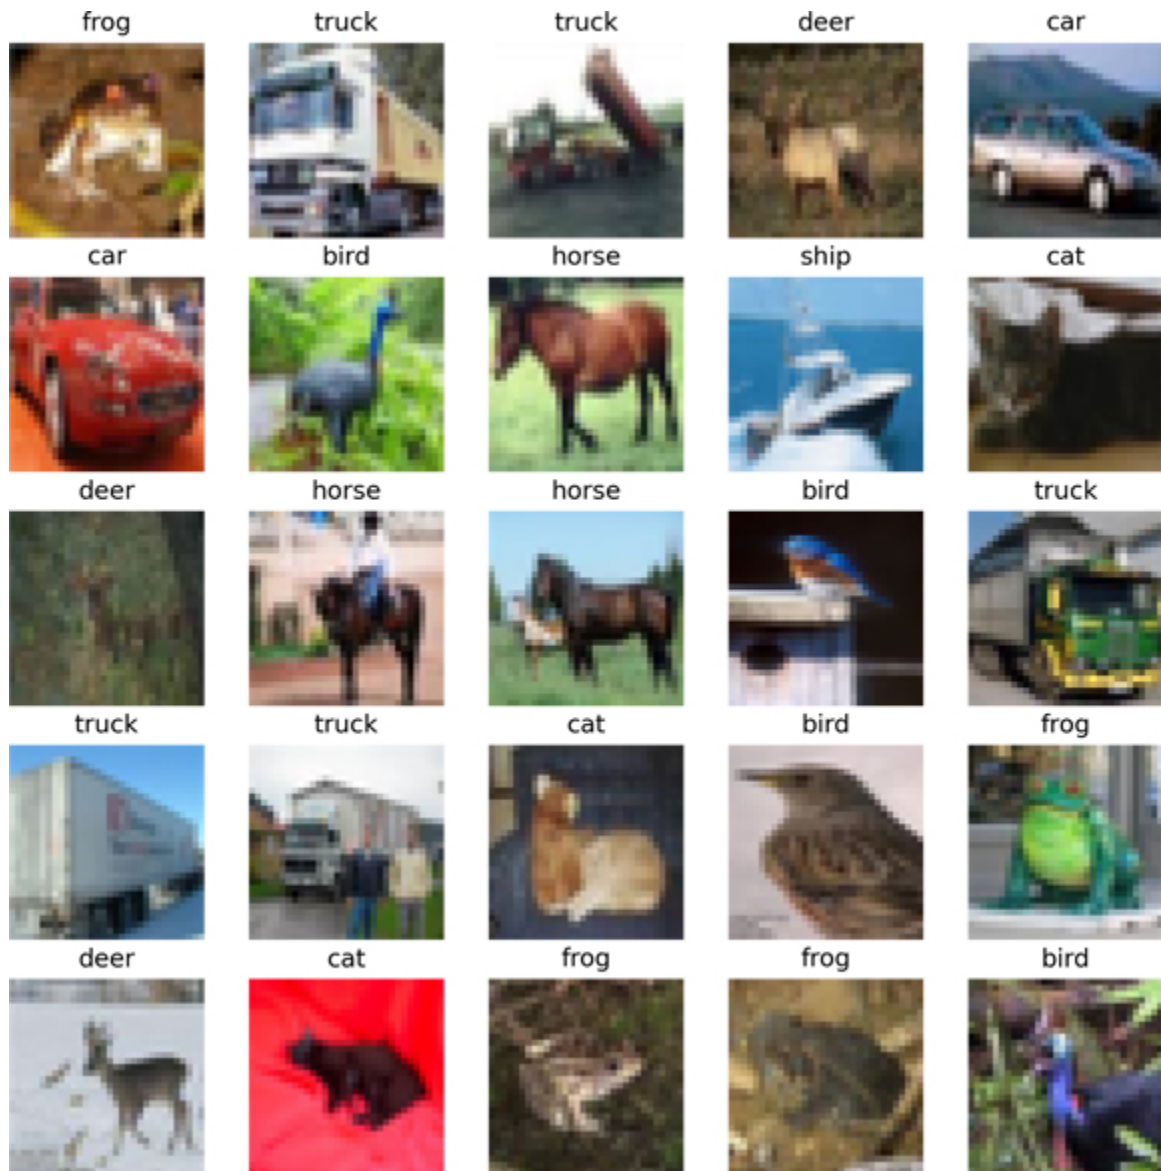 frog truck truck deer car
car bird horse ship cat
deer horse horse bird truck
truck truck cat bird frog
deer cat frog frog bird